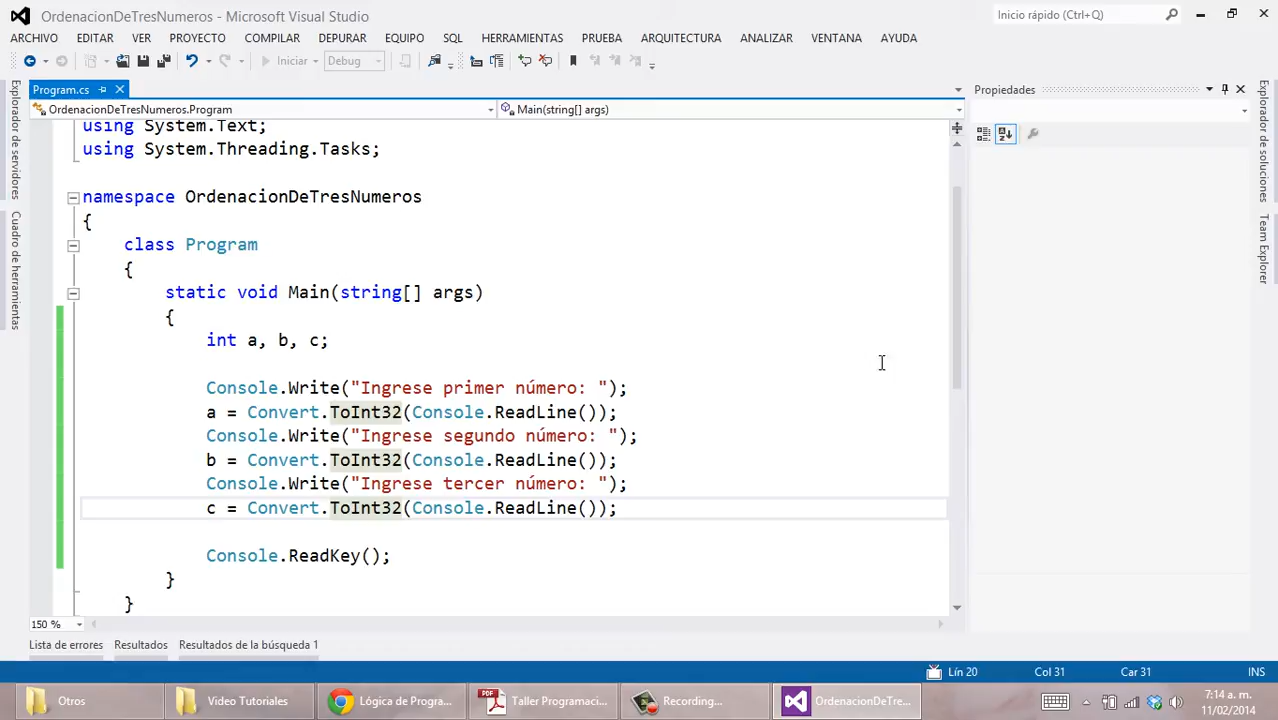 OrdenacionDeTresNumeros - Microsoft Visual Studio
Inicio rápido (Ctrl+Q)
ARCHIVO EDITAR VER PROYECTO COMPILAR DEPURAR EQUIPO SQL HERRAMIENTAS PRUEBA ARQUITECTURA ANALIZAR VENTANA AYUDA
Iniciar Debug
Explorador de servidores
Cuadro de herramientas
Program.cs
OrdenacionDeTresNumeros.Program Main(string[] args)
using System.Text;
using System.Threading.Tasks;
namespace OrdenacionDeTresNumeros
{
class Program
{
static void Main(string[] args)
{
int a, b, c;
Console.Write("Ingrese primer número: ");
a = Convert.ToInt32(Console.ReadLine());
Console.Write("Ingrese segundo número: ");
b = Convert.ToInt32(Console.ReadLine());
Console.Write("Ingrese tercer número: ");
c = Convert.ToInt32(Console.ReadLine());
Console.ReadKey();
}
}
150 %
Propiedades
Explorador de soluciones
Team Explorer
Lista de errores Resultados Resultados de la búsqueda 1
Lín 20 Col 31 Car 31 INS
Otros Video Tutoriales Lógica de Progra... Taller Programaci... Recording... OrdenacionDeTre...
7:14 a. m.
11/02/2014